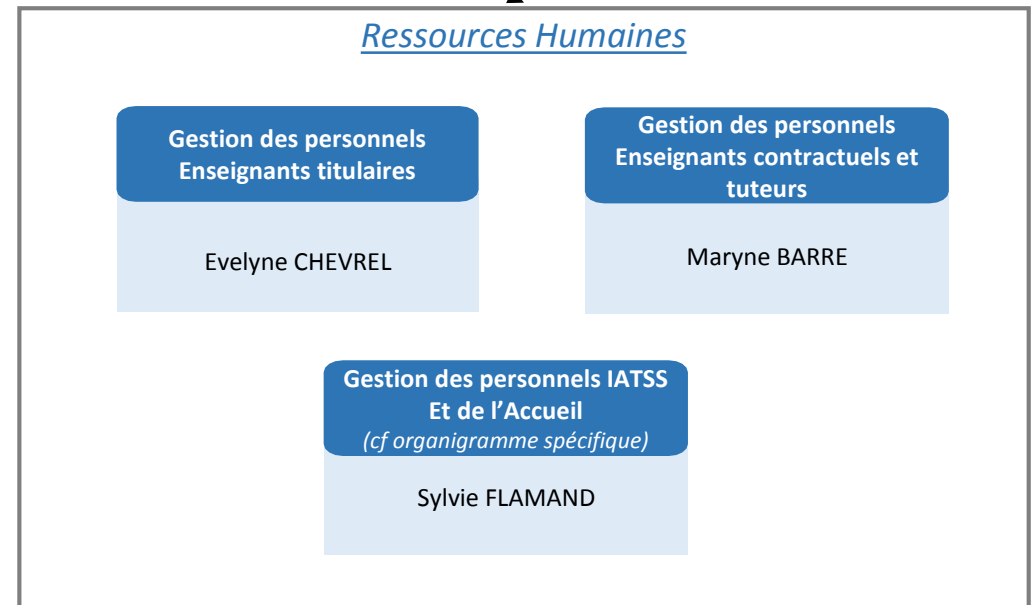 Ressources Humaines
Gestion des personnels
Enseignants titulaires
Evelyne CHEVREL
Gestion des personnels
Enseignants contractuels et
tuteurs
Maryne BARRE
Gestion des personnels IATSS
Et de l’Accueil
(cf organigramme spécifique)
Sylvie FLAMAND